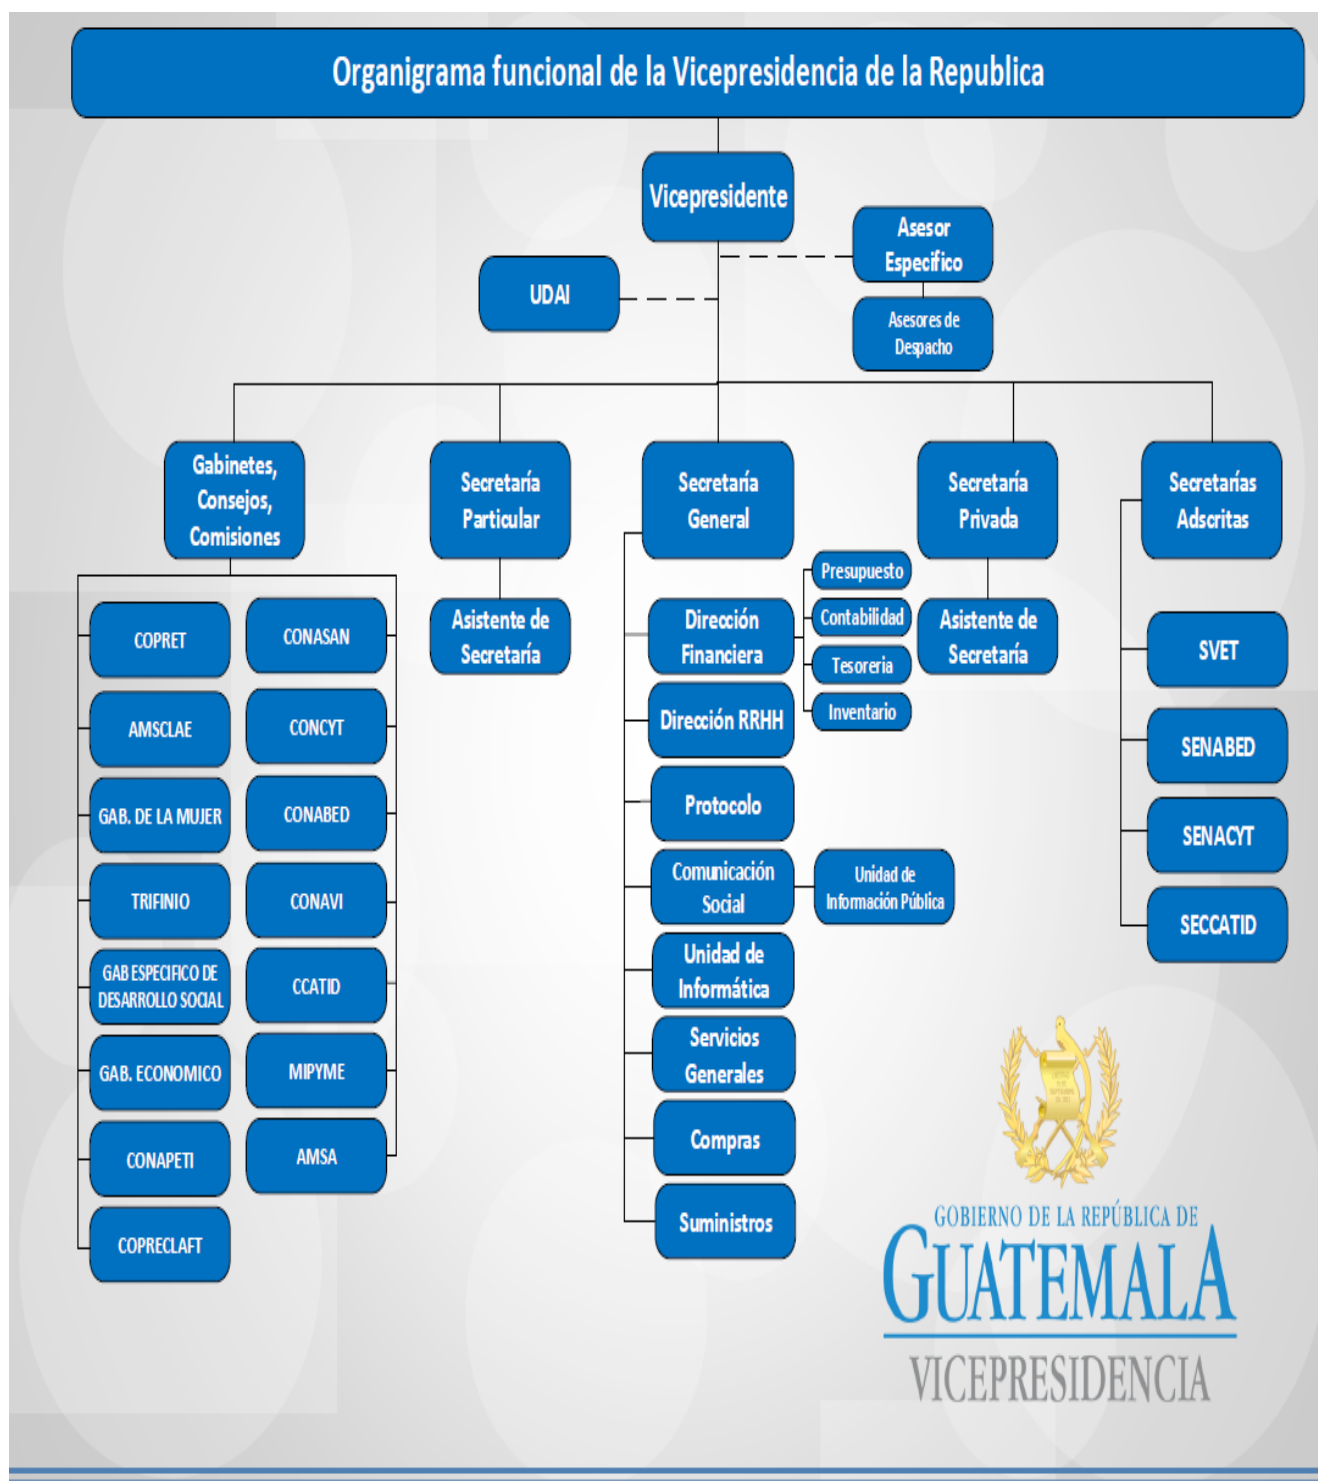 Organigrama funcional de la Vicepresidencia de la Republica
Vicepresidente
Asesor
Especifico
UDAI
Asesores de
Despacho
Gabinetes,
Consejos,
Comisiones
Secretaría
Particular
Secretaría
General
Secretaría
Privada
Secretarías
Adscritas
COPRET
AMSCLAE
GAB. DE LA MUJER
TRIFINIO
GAB ESPECIFICO DE
DESARROLLO SOCIAL
GAB. ECONOMICO
CONAPETI
COPRECLAFT
CONASAN
CONCYT
CONABED
CONAVI
CCATID
MIPYME
AMSA
Asistente de
Secretaría
Dirección
Financiera
Presupuesto
Contabilidad
Tesoreria
Inventario
Dirección RRHH
Protocolo
Comunicación
Social
Unidad de
Información Pública
Unidad de
Informática
Servicios
Generales
Compras
Suministros
Asistente de
Secretaría
SVET
SENABED
SENACYT
SECCATID
GOBIERNO DE LA REPÚBLICA DE
GUATEMALA
VICEPRESIDENCIA